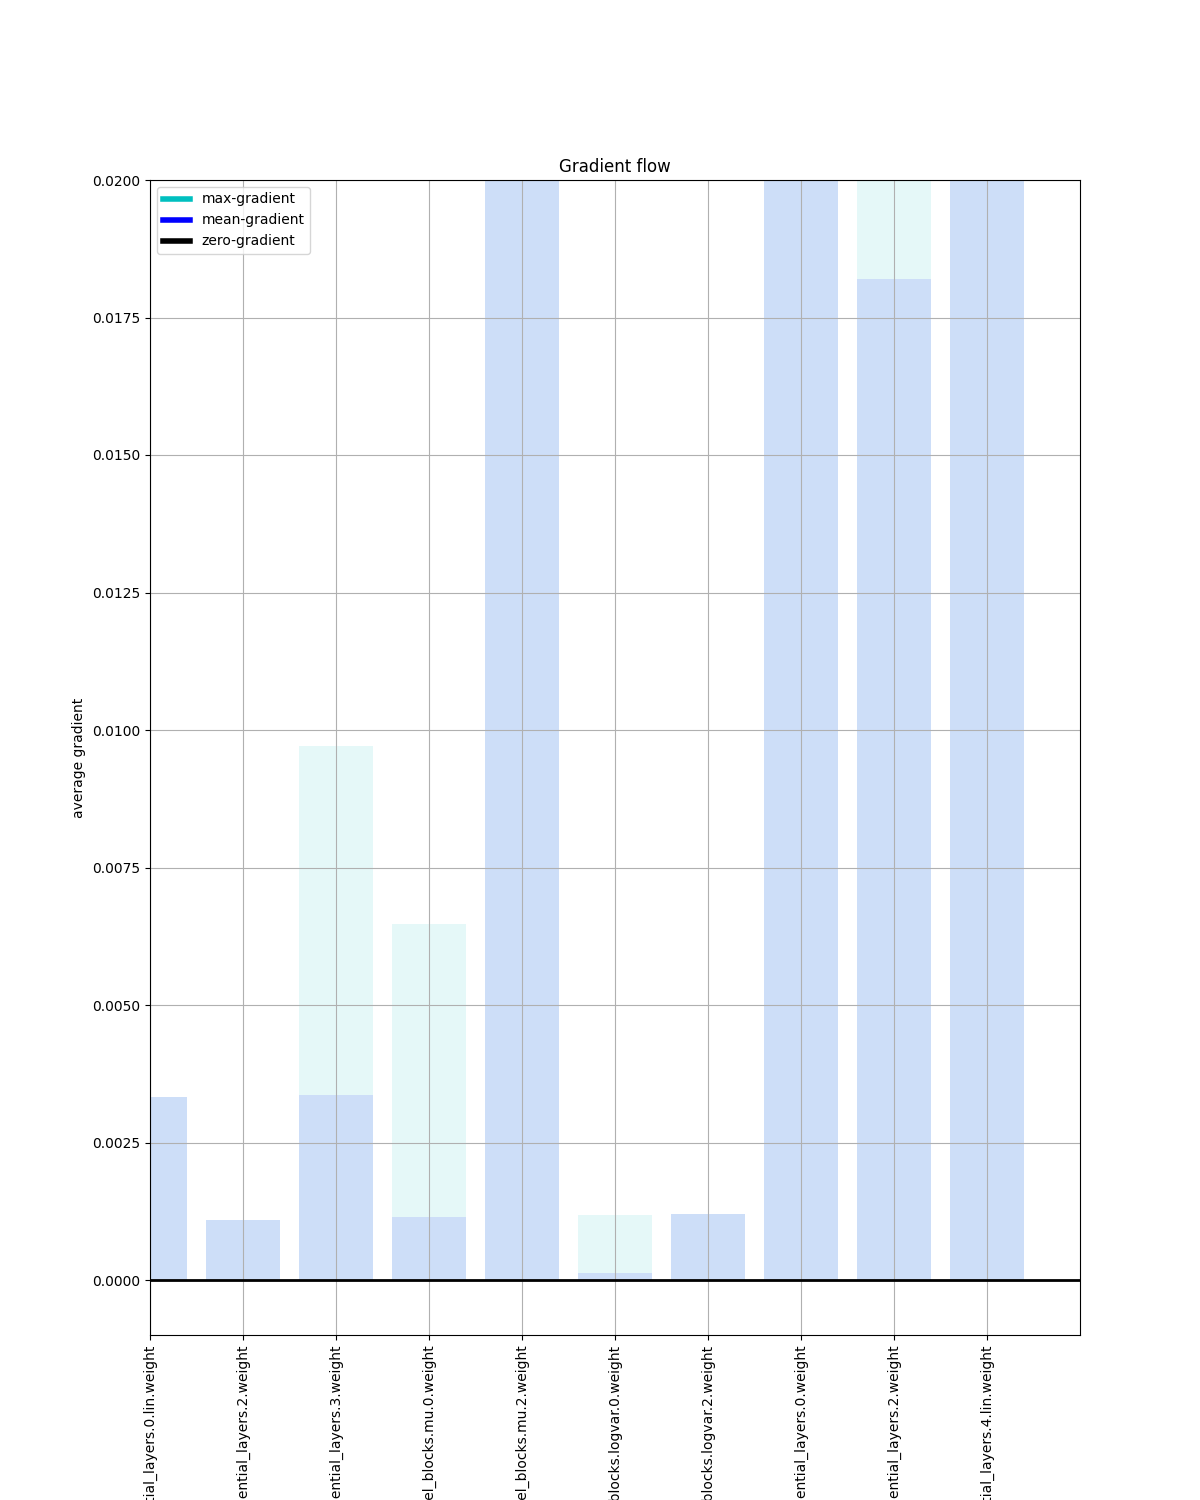 Gradient flow
max-gradient
mean-gradient
zero-gradient
0.0200
0.0175
0.0150
0.0125
0.0100
0.0075
0.0050
0.0025
0.0000
average gradient
tial_layers.0.lin.weight
ential_layers.2.weight
ential_layers.3.weight
el_blocks.mu.0.weight
el_blocks.mu.2.weight
blocks.logvar.0.weight
blocks.logvar.2.weight
ential_layers.0.weight
ential_layers.2.weight
tial_layers.4.lin.weight